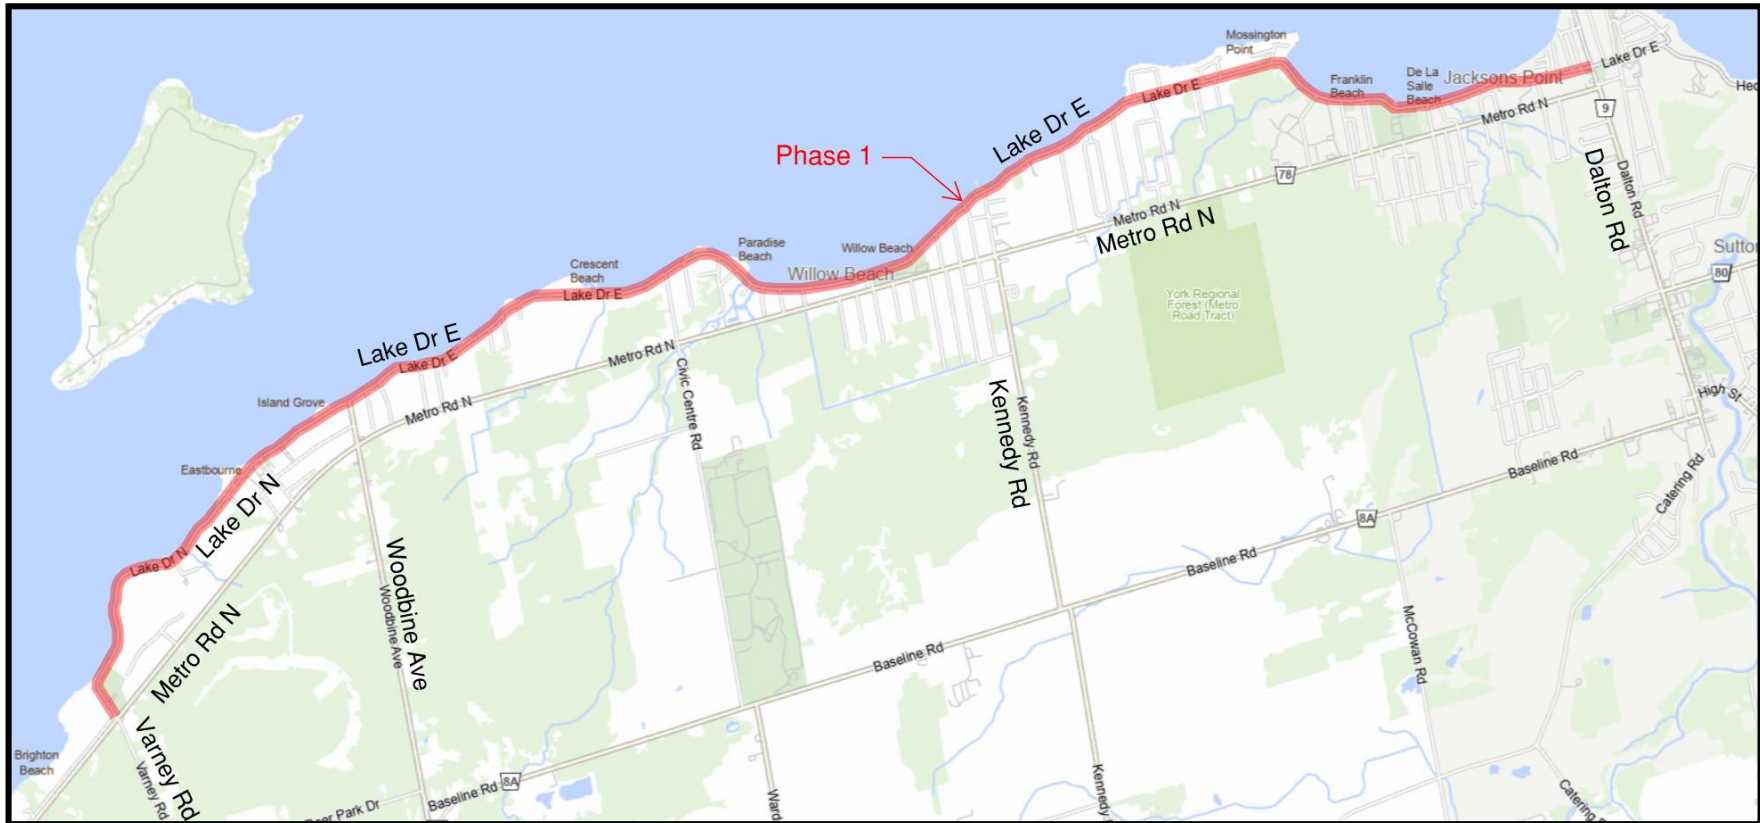 Mossington
Point
Lake Dr E
Franklin
Beach
De La
Salle
Beach
Jacksons Point
Lake Dr E
Metro Rd N
9
Phase 1
Lake Dr E
78
Dalton Rd
Dalton Rd
Metro Rd N
Metro Rd N
Paradise
Beach
Willow Beach
Willow Beach
Crescent
Beach
Lake Dr E
80
York Regional
Forest (Metro
Road Tract)
Lake Dr E
Lake Dr E
Metro Rd N
Civic Centre Rd
Island Grove
Metro Rd N
Kennedy Rd
Kennedy Rd
High St
Eastbourne
Lake Dr N
Lake Dr N
Baseline Rd
Catering Rd
8A
Baseline Rd
Woodbine Ave
Woodbine Ave
Metro Rd N
Baseline Rd
McCowan Rd
Varney Rd
Varney Rd
Brighton
Beach
Baseline Rd
8A
Park Dr
Ward
Kennedy
Catering